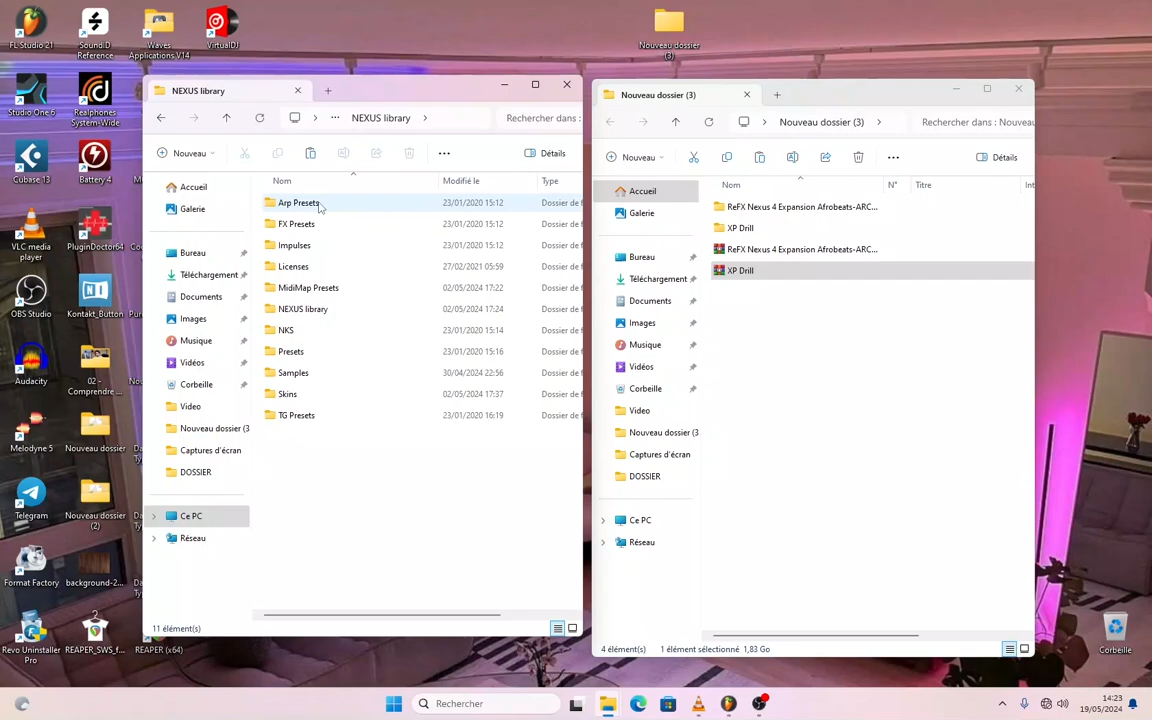 FL Studio 21
SoundID
Reference
Waves
Applications V14
VirtualDJ
Nouveau dossier
(3)
Studio One 6
Realphones
System-Wide
Cubase 13
Battery 4
VLC media
player
PluginDoctor64
OBS Studio
Kontakt_Button
Audacity
02 -
Comprendre ...
Melodyne 5
Nouveau dossier
Telegram
Nouveau dossier
(2)
Format Factory
background-2...
Revo Uninstaller
Pro
REAPER_SWS_f...
REAPER (x64)
Corbeille
NEXUS library
NEXUS library
Rechercher dans :
Nouveau
Détails
Accueil
Galerie
Bureau
Téléchargement
Documents
Images
Musique
Vidéos
Corbeille
Video
Nouveau dossier (3
Captures d'écran
DOSSIER
Ce PC
Réseau
Nom Modifié le Type
Arp Presets 23/01/2020 15:12 Dossier de f
FX Presets 23/01/2020 15:12 Dossier de f
Impulses 23/01/2020 15:12 Dossier de f
Licenses 27/02/2021 05:59 Dossier de f
MidiMap Presets 02/05/2024 17:22 Dossier de f
NEXUS library 02/05/2024 17:24 Dossier de f
NKS 23/01/2020 15:14 Dossier de f
Presets 23/01/2020 15:16 Dossier de f
Samples 30/04/2024 22:56 Dossier de f
Skins 02/05/2024 17:37 Dossier de f
TG Presets 23/01/2020 16:19 Dossier de f
11 élément(s)
Nouveau dossier (3)
Nouveau dossier (3)
Rechercher dans : Nouveau
Nouveau
Détails
Accueil
Galerie
Bureau
Téléchargement
Documents
Images
Musique
Vidéos
Corbeille
Video
Nouveau dossier (3
Captures d'écran
DOSSIER
Ce PC
Réseau
Nom N° Titre Int
ReFX Nexus 4 Expansion Afrobeats-ARC...
XP Drill
ReFX Nexus 4 Expansion Afrobeats-ARC...
XP Drill
4 élément(s) 1 élément sélectionné 1,83 Go
Rechercher
14:23
19/05/2024